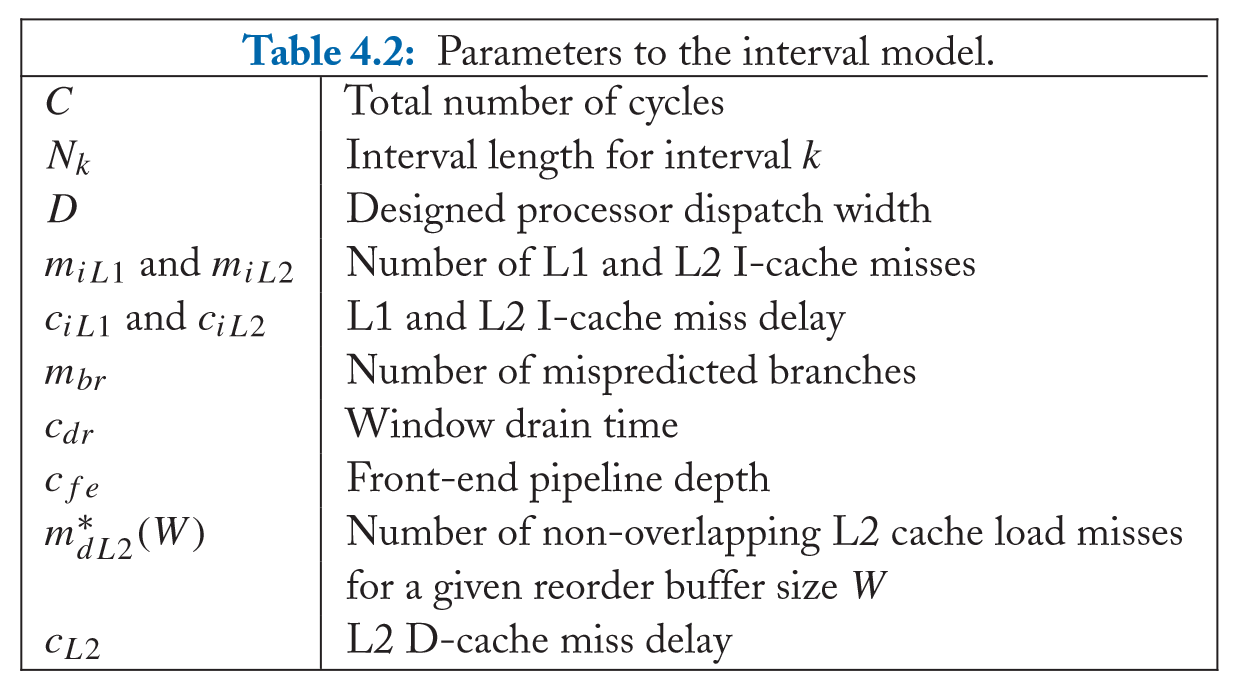 Table 4.2: Parameters to the interval model.
C Total number of cycles
N_k Interval length for interval k
D Designed processor dispatch width
m_{iL1} and m_{iL2} Number of L1 and L2 I-cache misses
c_{iL1} and c_{iL2} L1 and L2 I-cache miss delay
m_{br} Number of mispredicted branches
c_{dr} Window drain time
c_{fe} Front-end pipeline depth
m^*_{dL2}(W) Number of non-overlapping L2 cache load misses
for a given reorder buffer size W
c_{L2} L2 D-cache miss delay